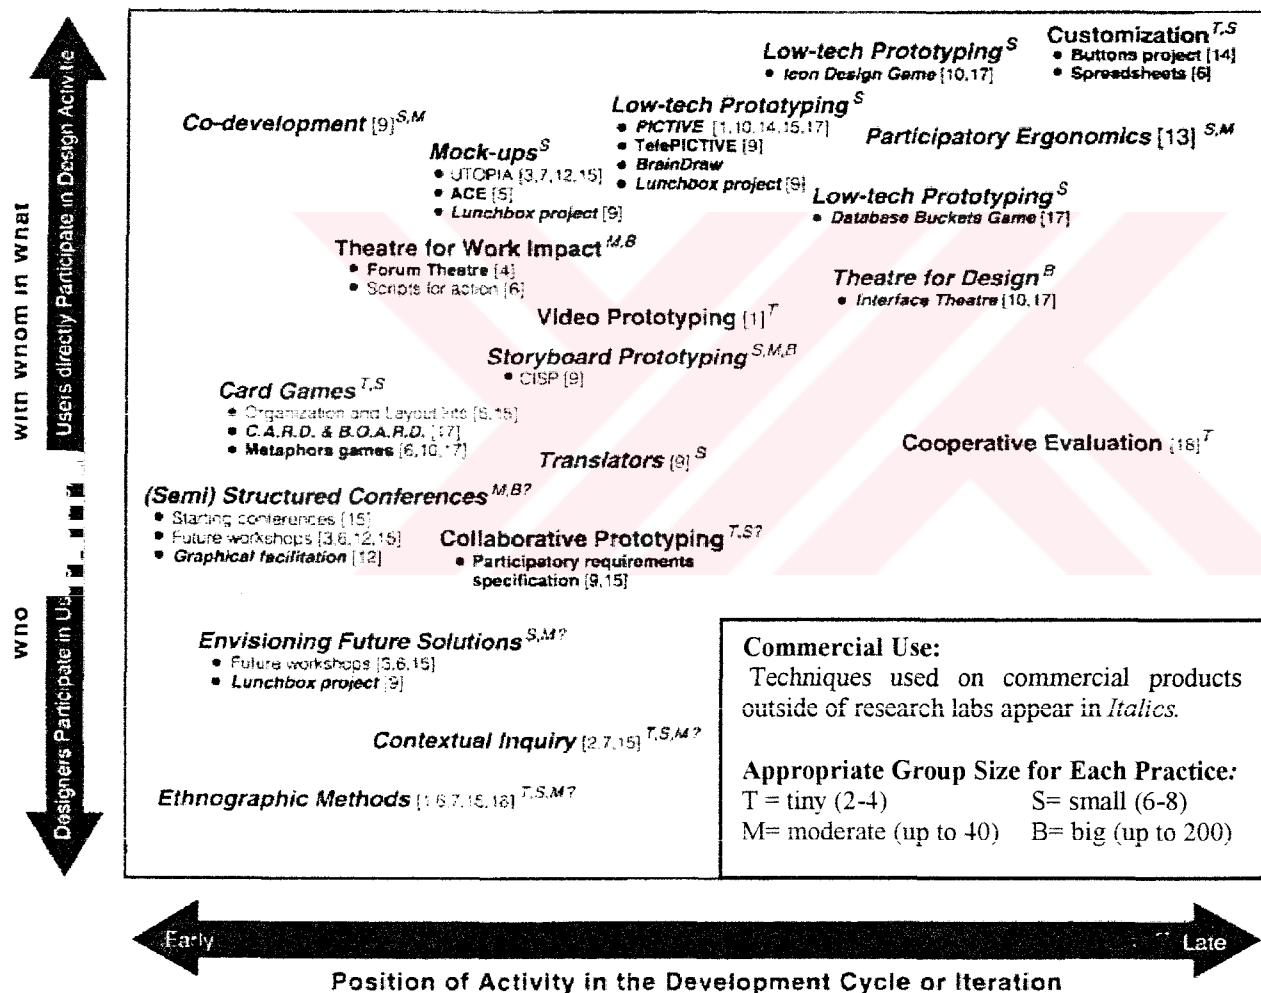 Customization T,S
• Buttons project [14]
• Spreadsheets [6]
Low-tech Prototyping S
• Icon Design Game [10,17]
Low-tech Prototyping S
• PICTIVE [1,10,14,15,17]
• TelePICTIVE [9]
• BrainDraw
• Lunchbox project [9]
Co-development [9] S,M
Participatory Ergonomics [13] S,M
Mock-ups S
• UTOPIA [3,7,12,15]
• ACE [5]
• Lunchbox project [9]
Low-tech Prototyping S
• Database Buckets Game [17]
Theatre for Work Impact M,B
• Forum Theatre [4]
• Scripts for action [6]
Theatre for Design B
• Interface Theatre [10,17]
Video Prototyping [1] T
Storyboard Prototyping S,M,B
• CISP [9]
Card Games T,S
• Organization and Layout kits
• C.A.R.D. & B.O.A.R.D. [17]
• Metaphors games [6,10,17]
Cooperative Evaluation [18] T
Translators [9] S
(Semi) Structured Conferences M,B?
• Starting conferences [15]
• Future workshops [3,6,12,15]
• Graphical facilitation [12]
Collaborative Prototyping T,S?
• Participatory requirements
specification [9,15]
Envisioning Future Solutions S,M?
• Future workshops [3,6,15]
• Lunchbox project [9]
Contextual Inquiry [2,7,15] T,S,M?
Ethnographic Methods T,S,M?
Commercial Use:
Techniques used on commercial products
outside of research labs appear in Italics.
Appropriate Group Size for Each Practice:
T = tiny (2-4) S= small (6-8)
M= moderate (up to 40) B= big (up to 200)
Users directly Participate in Design Activitie
Designers Participate in Us
with whom in what
who
Early
Late
Position of Activity in the Development Cycle or Iteration